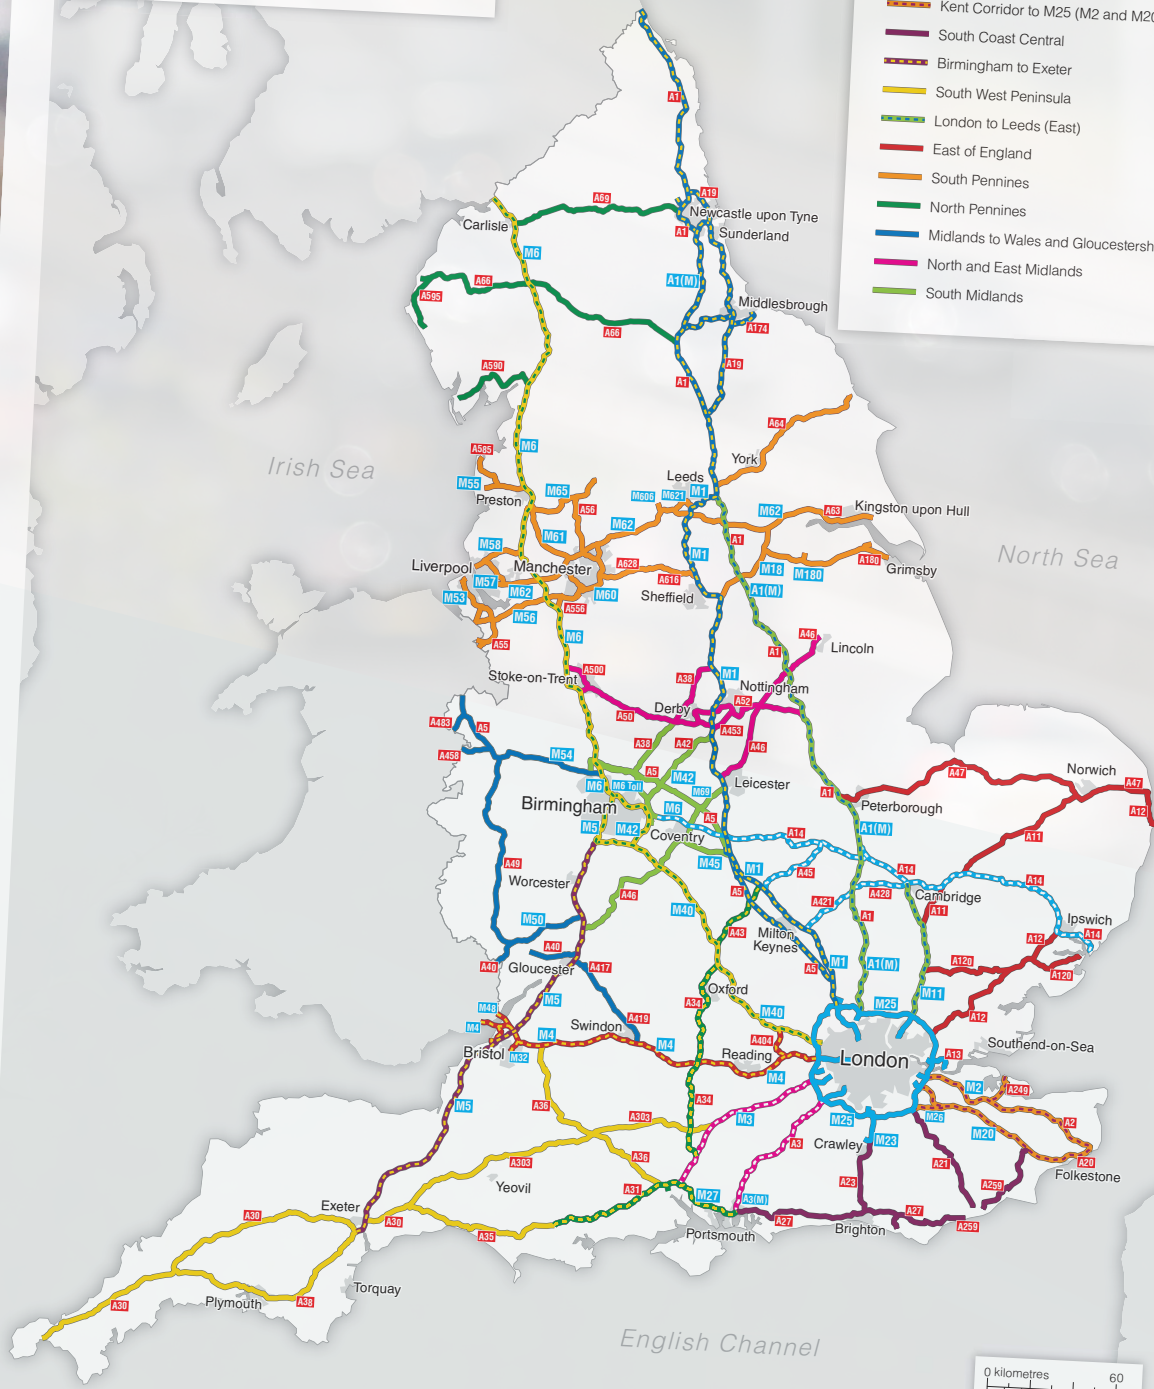 Kent Corridor to M25 (M2 and M20
South Coast Central
Birmingham to Exeter
South West Peninsula
London to Leeds (East)
East of England
South Pennines
North Pennines
Midlands to Wales and Gloucestersh
North and East Midlands
South Midlands
A1
A69
A19
Newcastle upon Tyne
Carlisle
A1
Sunderland
M6
A66
A1(M)
A595
Middlesbrough
A66
A174
A590
A19
A1
A64
M6
A585
York
Irish Sea
Leeds
M55
M65
M606
M621
M1
Preston
A56
M62
A63
Kingston upon Hull
M62
M61
A1
M58
M1
North Sea
Liverpool
Manchester
A628
A180
M57
A616
M18
M180
Grimsby
M62
M60
A1(M)
M53
Sheffield
A556
M56
M6
A46
A55
A1
Lincoln
A500
M1
Stoke-on-Trent
A38
Nottingham
A52
Derby
A50
A483
A5
A453
A38
A42
A46
A458
M54
A5
M42
Norwich
A47
A47
M6
M6 Toll
M69
Leicester
A1
Birmingham
M6
Peterborough
A12
M5
M42
A5
A14
A1(M)
Coventry
A11
A49
M45
M1
A45
A14
A14
Worcester
A46
A5
A421
A428
Cambridge
M40
A11
M50
A43
A1
Ipswich
Milton
Keynes
A12
A14
A40
A40
Gloucester
A417
A5
M1
A1(M)
A120
A120
M5
Oxford
M11
M48
A34
M25
M4
A419
M40
A12
Swindon
M4
A404
Southend-on-Sea
Bristol
M32
M4
Reading
London
A13
M4
M2
A249
M5
A36
A34
A303
M3
M25
M26
A2
A3
Crawley
M23
M20
A303
A36
A21
A20
Folkestone
Yeovil
A31
M27
A3(M)
A23
A259
Exeter
A30
A30
A27
A27
A259
A35
Portsmouth
Brighton
Torquay
A30
Plymouth
A38
English Channel
0 kilometres
60